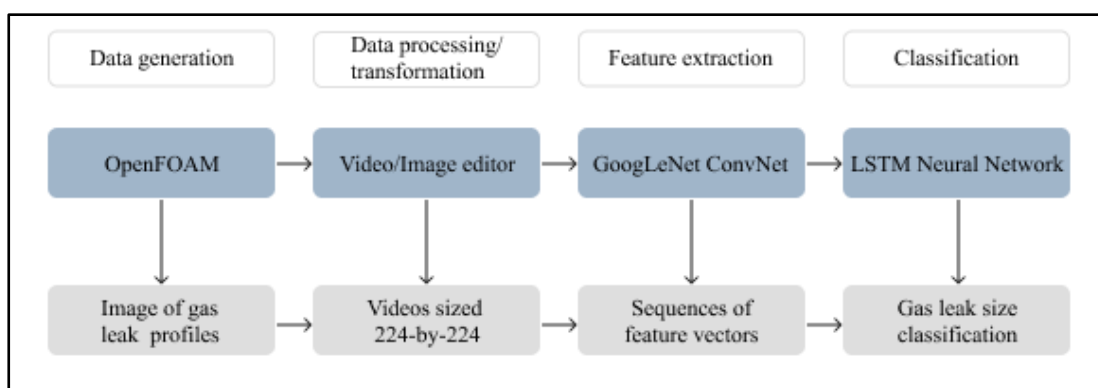 Data generation
Data processing/
transformation
Feature extraction
Classification
OpenFOAM
Video/Image editor
GoogLeNet ConvNet
LSTM Neural Network
Image of gas
leak profiles
Videos sized
224-by-224
Sequences of
feature vectors
Gas leak size
classification